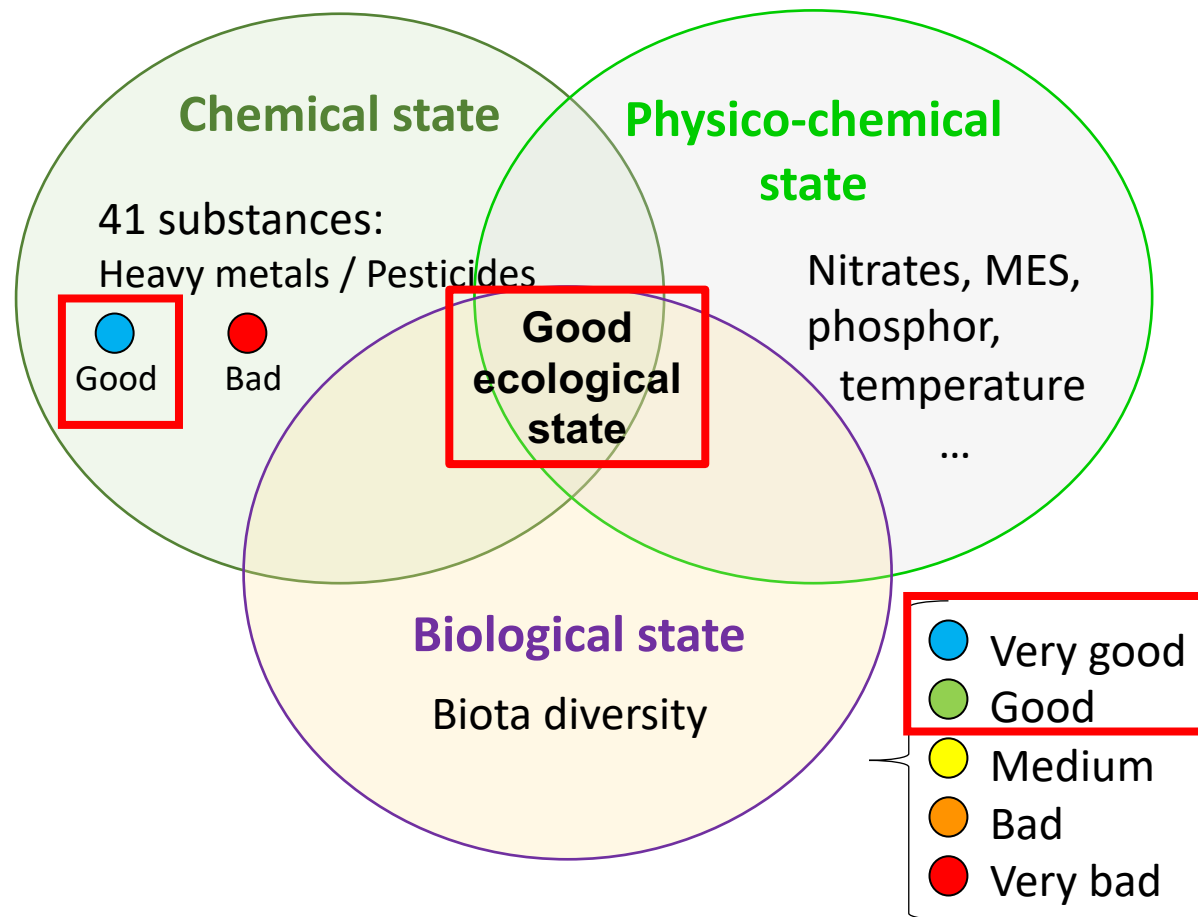 Chemical state
41 substances:
Heavy metals / Pesticides
Good
Bad
Physico-chemical
state
Nitrates, MES,
phosphor,
temperature
...
Good
ecological
state
Biological state
Biota diversity
Very good
Good
Medium
Bad
Very bad